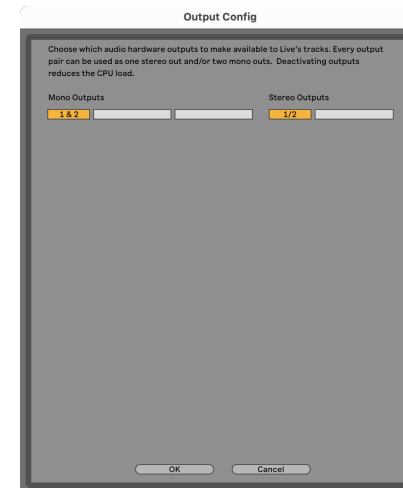 Output Config
Choose which audio hardware outputs to make available to Live's tracks. Every output
pair can be used as one stereo out and/or two mono outs.  Deactivating outputs
reduces the CPU load.
Mono Outputs
Stereo Outputs
1 & 2
1/2
OK
Cancel